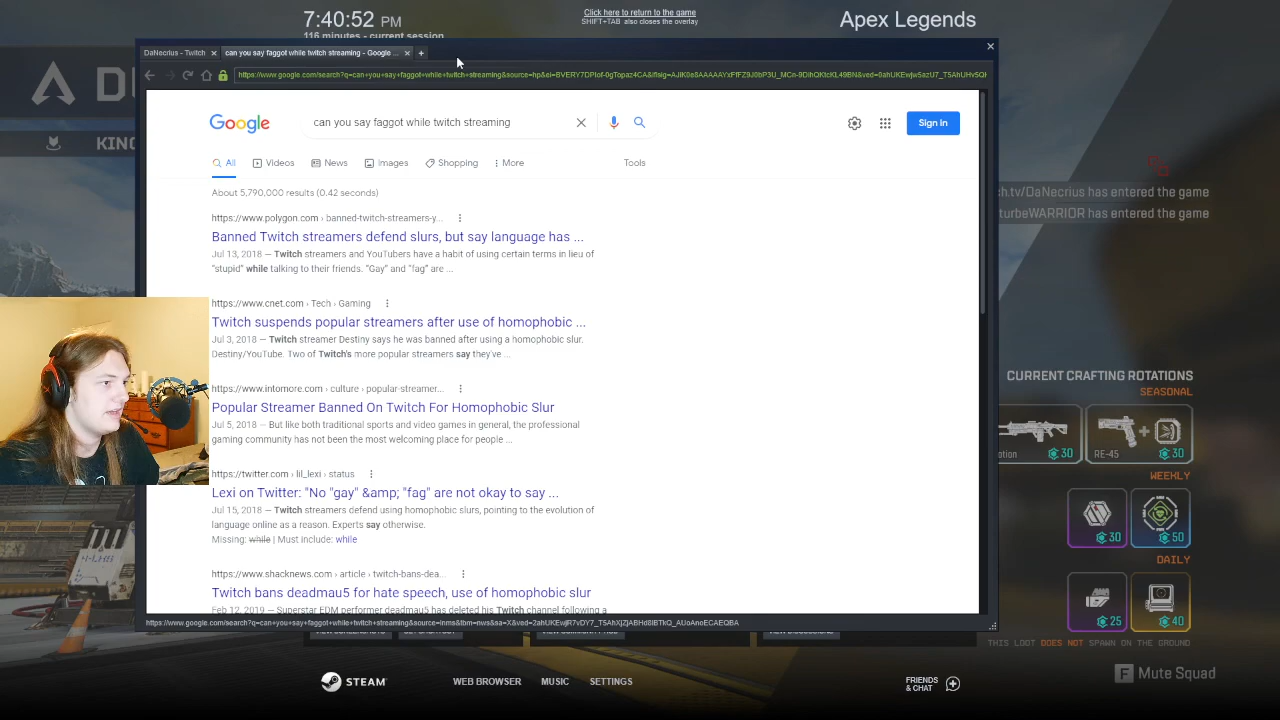 7:40:52 PM
116 minutes - current session
Click here to return to the game
SHIFT+TAB also closes the overlay
Apex Legends
DaNecrius - Twitch
can you say faggot while twitch streaming - Google ...
Google
can you say faggot while twitch streaming
Sign in
All
Videos
News
Images
Shopping
More
Tools
About 5,790,000 results (0.42 seconds)
https://www.polygon.com › banned-twitch-streamers-y...
Banned Twitch streamers defend slurs, but say language has ...
Jul 13, 2018 — Twitch streamers and YouTubers have a habit of using certain terms in lieu of
"stupid" while talking to their friends. "Gay" and "fag" are ...
https://www.cnet.com › Tech › Gaming
Twitch suspends popular streamers after use of homophobic ...
Jul 3, 2018 — Twitch streamer Destiny says he was banned after using a homophobic slur.
Destiny/YouTube. Two of Twitch's more popular streamers say they've ...
https://www.intomore.com › culture › popular-streamer...
Popular Streamer Banned On Twitch For Homophobic Slur
Jul 5, 2018 — But like both traditional sports and video games in general, the professional
gaming community has not been the most welcoming place for people ...
https://twitter.com › lil_lexi › status
Lexi on Twitter: "No "gay" &amp; "fag" are not okay to say ...
Jul 15, 2018 — Twitch streamers defend using homophobic slurs, pointing to the evolution of
language online as a reason. Experts say otherwise.
Missing: while | Must include: while
https://www.shacknews.com › article › twitch-bans-dea...
Twitch bans deadmau5 for hate speech, use of homophobic slur
Feb 12, 2019 — Superstar EDM performer deadmau5 has deleted his Twitch channel following a
ch.tv/DaNecrius has entered the game
turbeWARRIOR has entered the game
KING
CURRENT CRAFTING ROTATIONS
SEASONAL
30
RE-45
30
WEEKLY
30
50
DAILY
25
40
THIS LOOT DOES NOT SPAWN ON THE GROUND
F Mute Squad
STEAM
WEB BROWSER
MUSIC
SETTINGS
FRIENDS
& CHAT